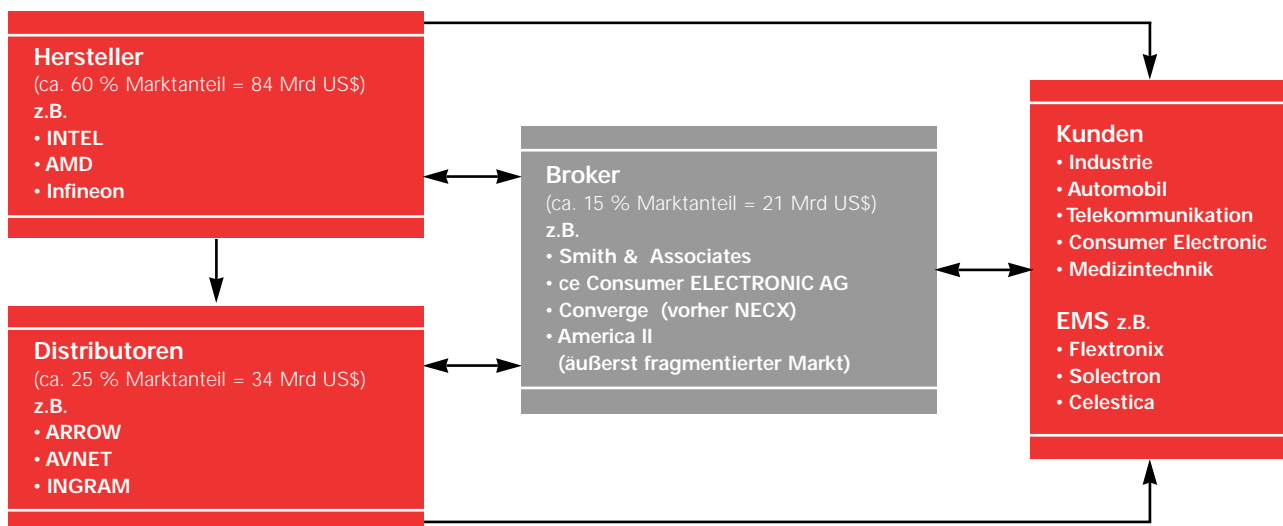 Hersteller
(ca. 60 % Marktanteil = 84 Mrd US$)
z.B.
• INTEL
• AMD
• Infineon
Distributoren
(ca. 25 % Marktanteil = 34 Mrd US$)
z.B.
• ARROW
• AVNET
• INGRAM
Broker
(ca. 15 % Marktanteil = 21 Mrd US$)
z.B.
• Smith & Associates
• ce Consumer ELECTRONIC AG
• Converge (vorher NECX)
• America II
(äußerst fragmentierter Markt)
Kunden
• Industrie
• Automobil
• Telekommunikation
• Consumer Electronic
• Medizintechnik
EMS z.B.
• Flextronix
• Solectron
• Celestica